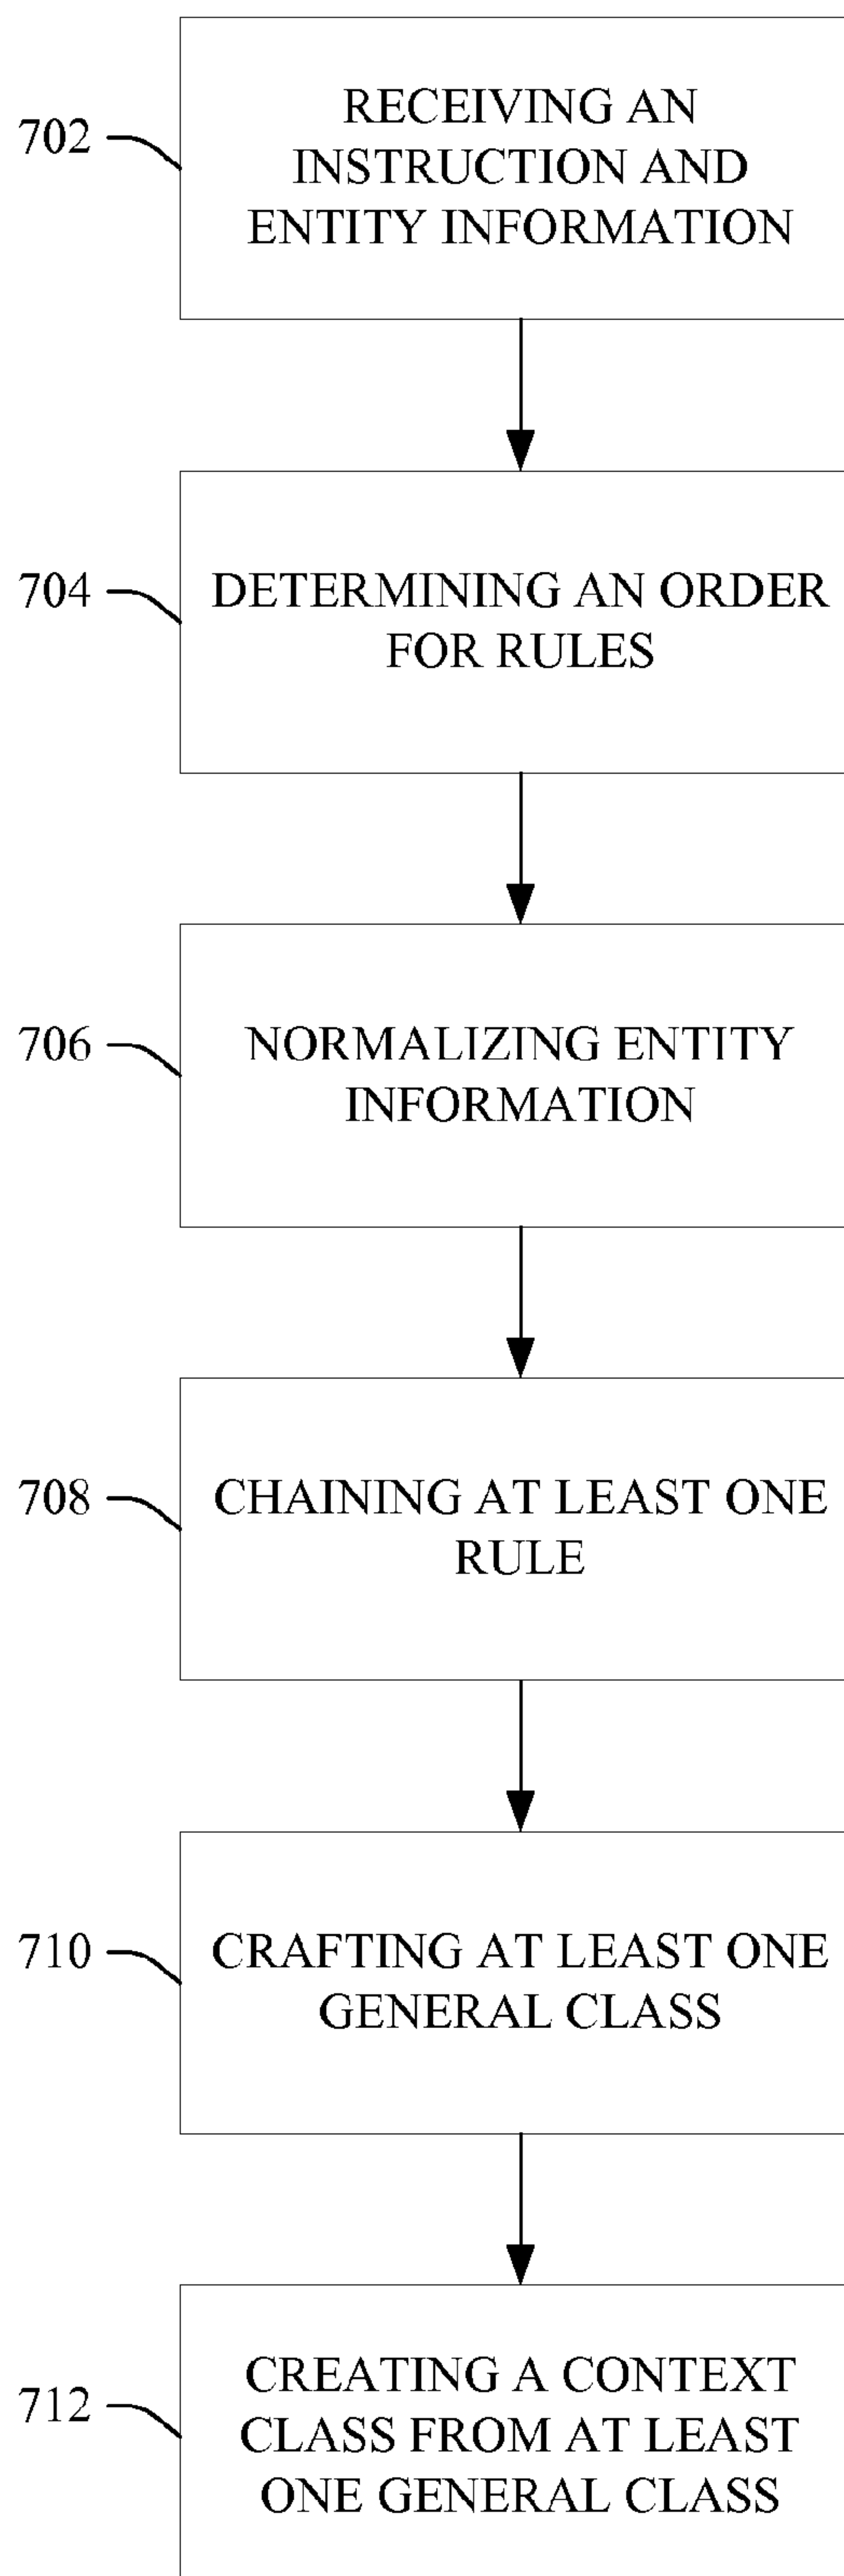 702
RECEIVING AN
INSTRUCTION AND
ENTITY INFORMATION
704
DETERMINING AN ORDER
FOR RULES
706
NORMALIZING ENTITY
INFORMATION
708
CHAINING AT LEAST ONE
RULE
710
CRAFTING AT LEAST ONE
GENERAL CLASS
712
CREATING A CONTEXT
CLASS FROM AT LEAST
ONE GENERAL CLASS